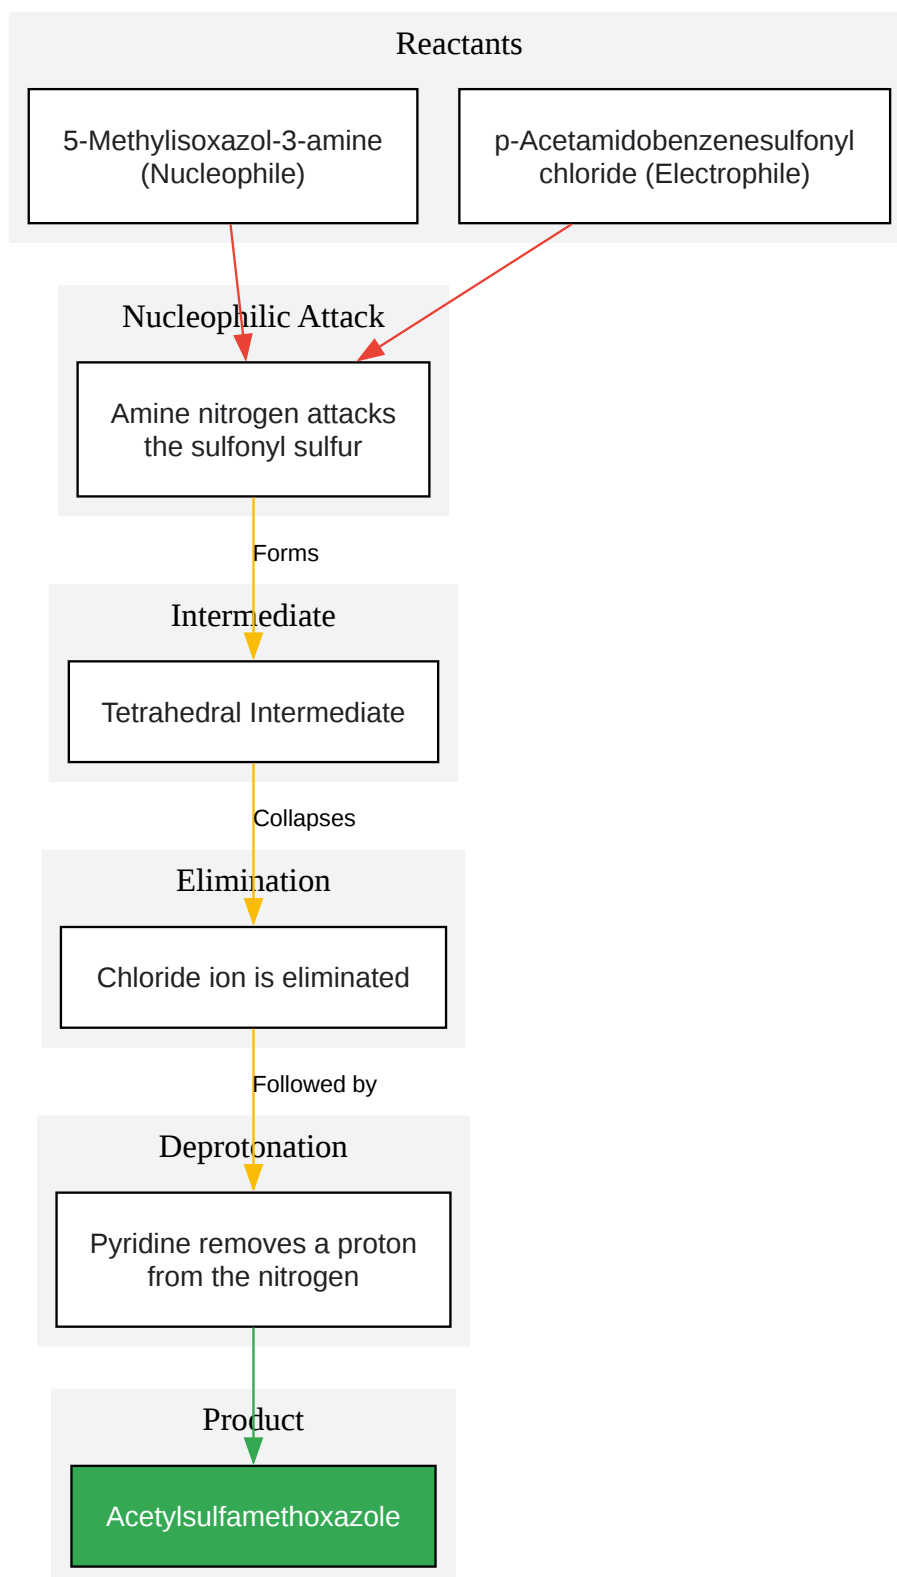 Reactants
5-Methylisoxazol-3-amine
(Nucleophile)
p-Acetamidobenzenesulfonyl
chloride (Electrophile)
Nucleophilic Attack
Amine nitrogen attacks
the sulfonyl sulfur
Forms
Intermediate
Tetrahedral Intermediate
Collapses
Elimination
Chloride ion is eliminated
Followed by
Deprotonation
Pyridine removes a proton
from the nitrogen
Product
Acetylsulfamethoxazole